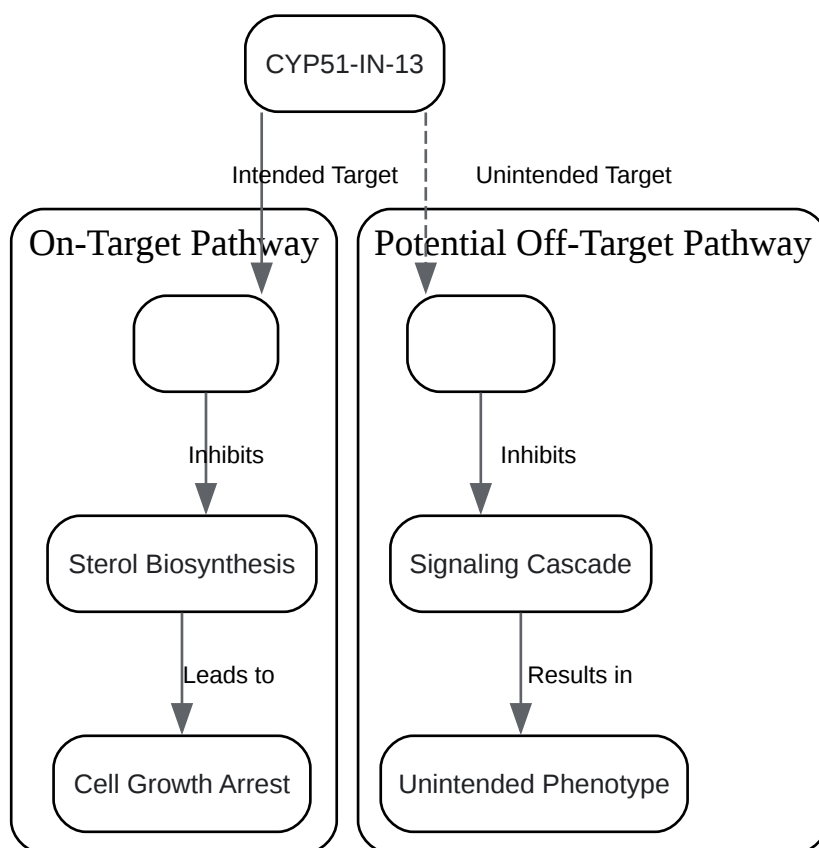 CYP51-IN-13
Intended Target
Unintended Target
On-Target Pathway
Potential Off-Target Pathway
Inhibits
Inhibits
Sterol Biosynthesis
Signaling Cascade
Leads to
Results in
Cell Growth Arrest
Unintended Phenotype